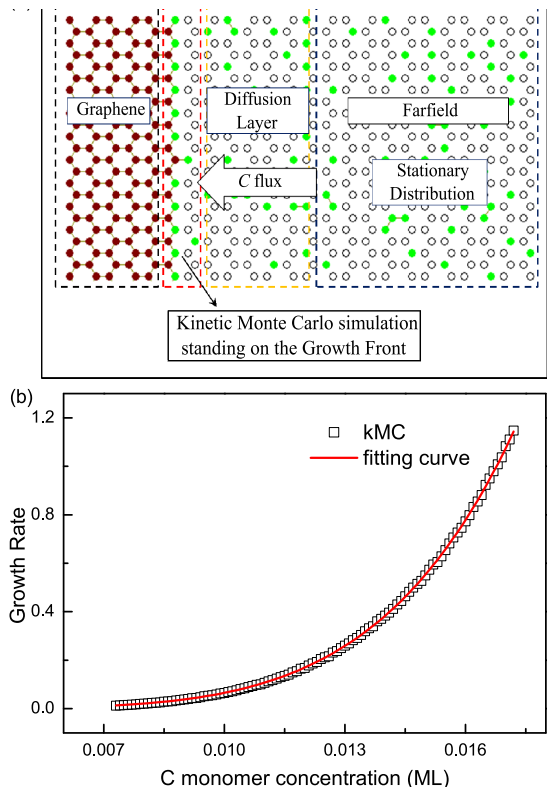 Graphene
Diffusion
Layer
Farfield
C flux
Stationary
Distribution
Kinetic Monte Carlo simulation
standing on the Growth Front
(b)
1.2
0.8
0.4
0.0
Growth Rate
kMC
fitting curve
0.007 0.010 0.013 0.016
C monomer concentration (ML)